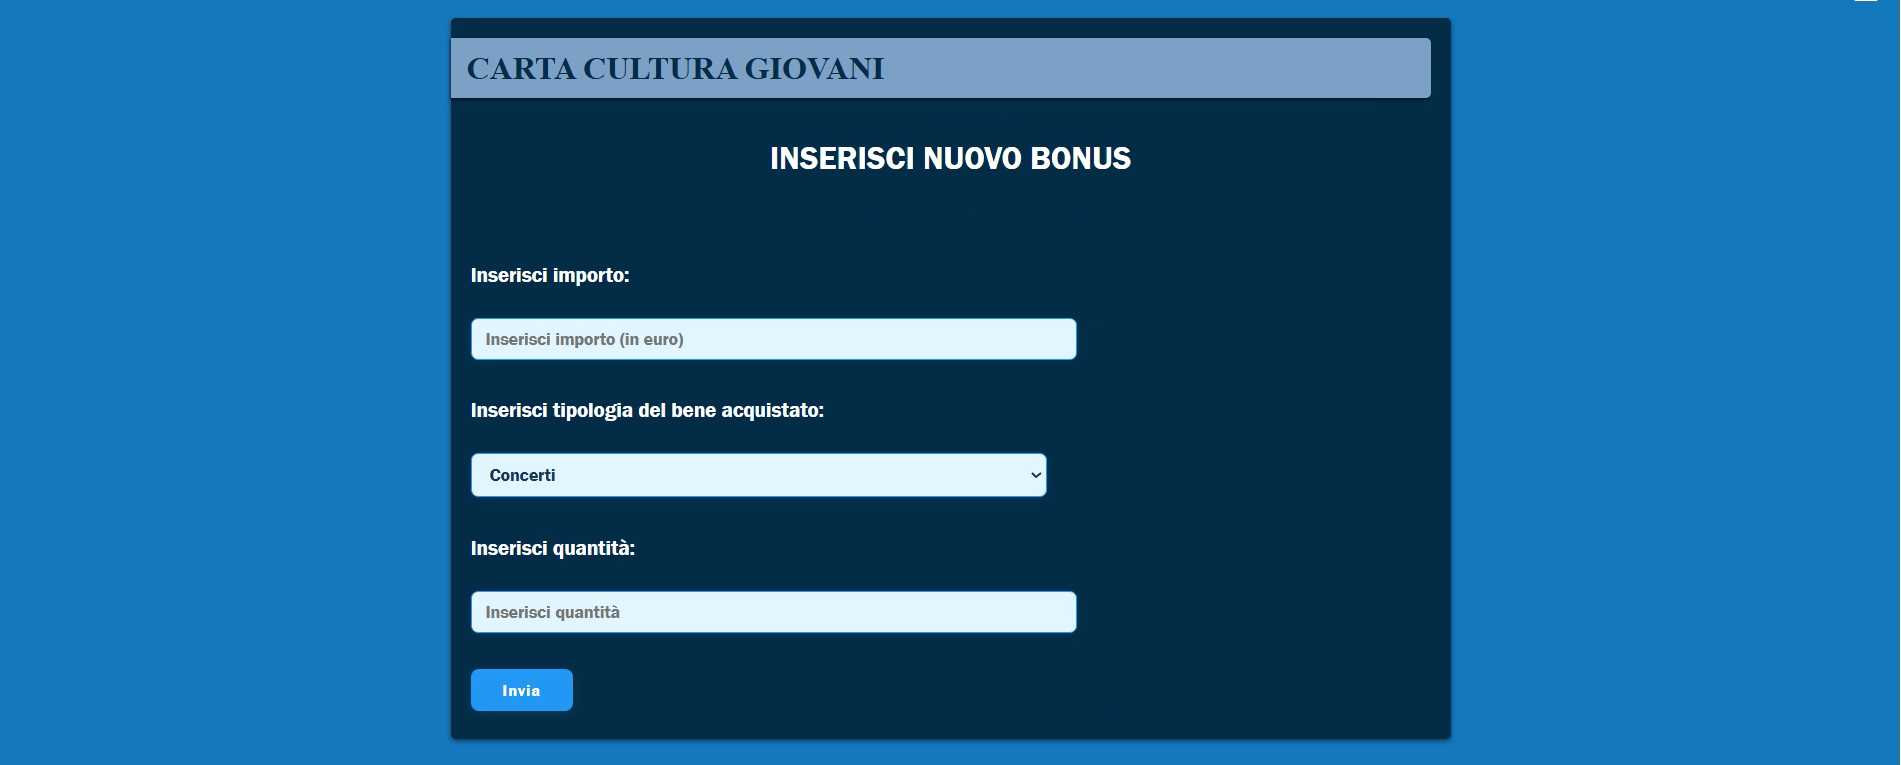 CARTA CULTURA GIOVANI
INSERISCI NUOVO BONUS
Inserisci importo:
Inserisci importo (in euro)
Inserisci tipologia del bene acquistato:
Concerti
Inserisci quantità:
Inserisci quantità
Invia